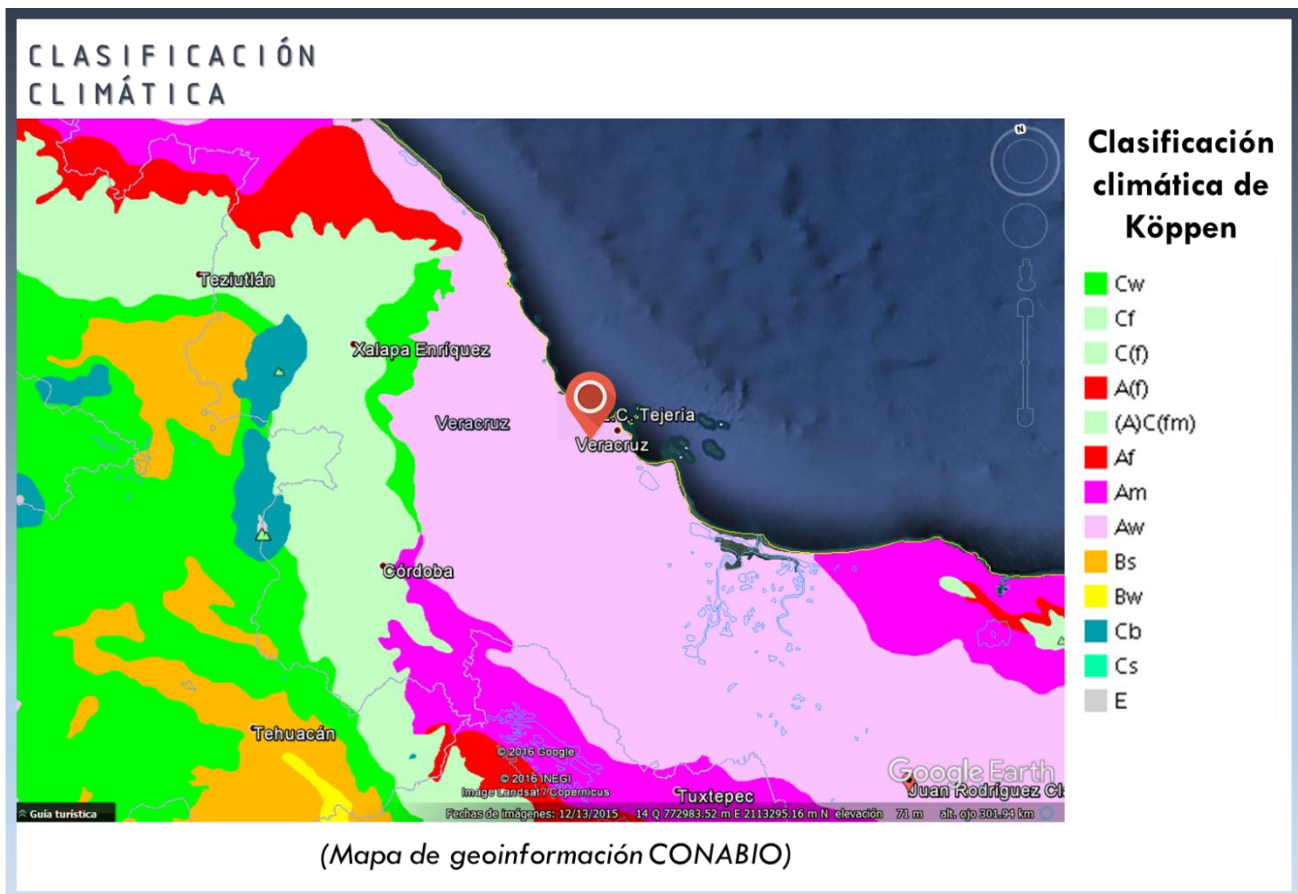 CLASIFICACIÓN
CLIMÁTICA
N
Teziutlán
Xalapa Enríquez
Veracruz
.C. Tejería
Veracruz
Córdoba
Tehuacán
© 2016 Google
© 2016 INEGI
Image Landsat / Copernicus
Tuxtepec
Google Earth
Juan Rodríguez Cl
Guía turística
Fechas de imágenes: 12/13/2015 14 Q 772983.52 m E 2113295.16 m N elevación 71 m alt. ojo 301.94 km
Clasificación
climática de
Köppen
Cw
Cf
C(f)
A(f)
(A)C(fm)
Af
Am
Aw
Bs
Bw
Cb
Cs
E
(Mapa de geoinformación CONABIO)